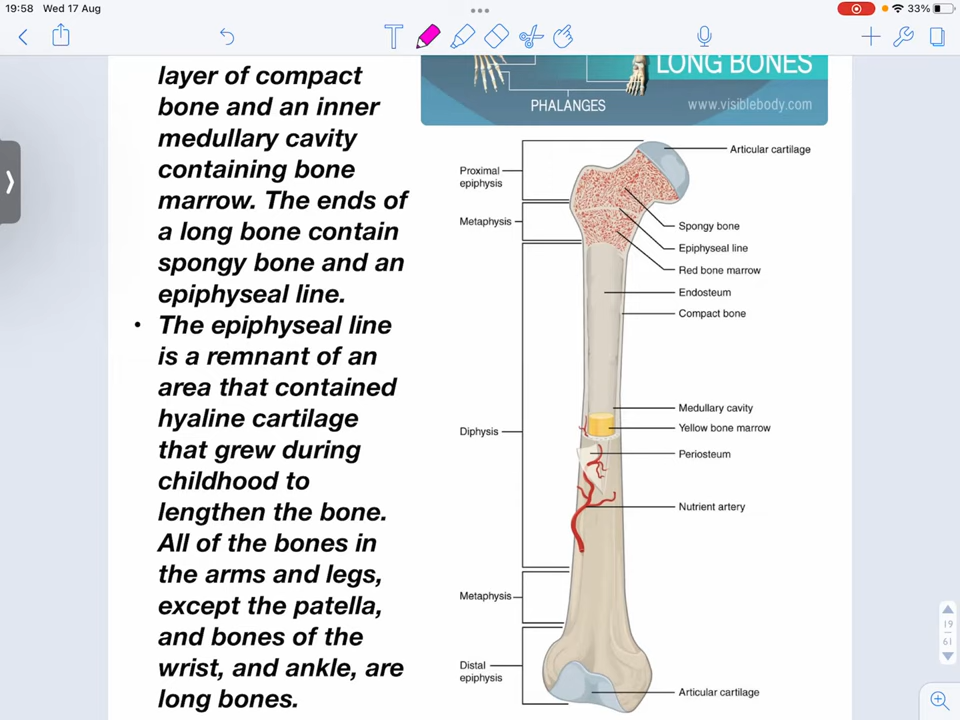 19:58 Wed 17 Aug
33%
T
layer of compact
bone and an inner
medullary cavity
containing bone
marrow. The ends of
a long bone contain
spongy bone and an
epiphyseal line.
• The epiphyseal line
is a remnant of an
area that contained
hyaline cartilage
that grew during
childhood to
lengthen the bone.
All of the bones in
the arms and legs,
except the patella,
and bones of the
wrist, and ankle, are
long bones.
LONG BONES
PHALANGES
www.visiblebody.com
Articular cartilage
Proximal
epiphysis
Metaphysis
Spongy bone
Epiphyseal line
Red bone marrow
Endosteum
Compact bone
Medullary cavity
Yellow bone marrow
Diphysis
Periosteum
Nutrient artery
Metaphysis
Distal
epiphysis
Articular cartilage
19
61